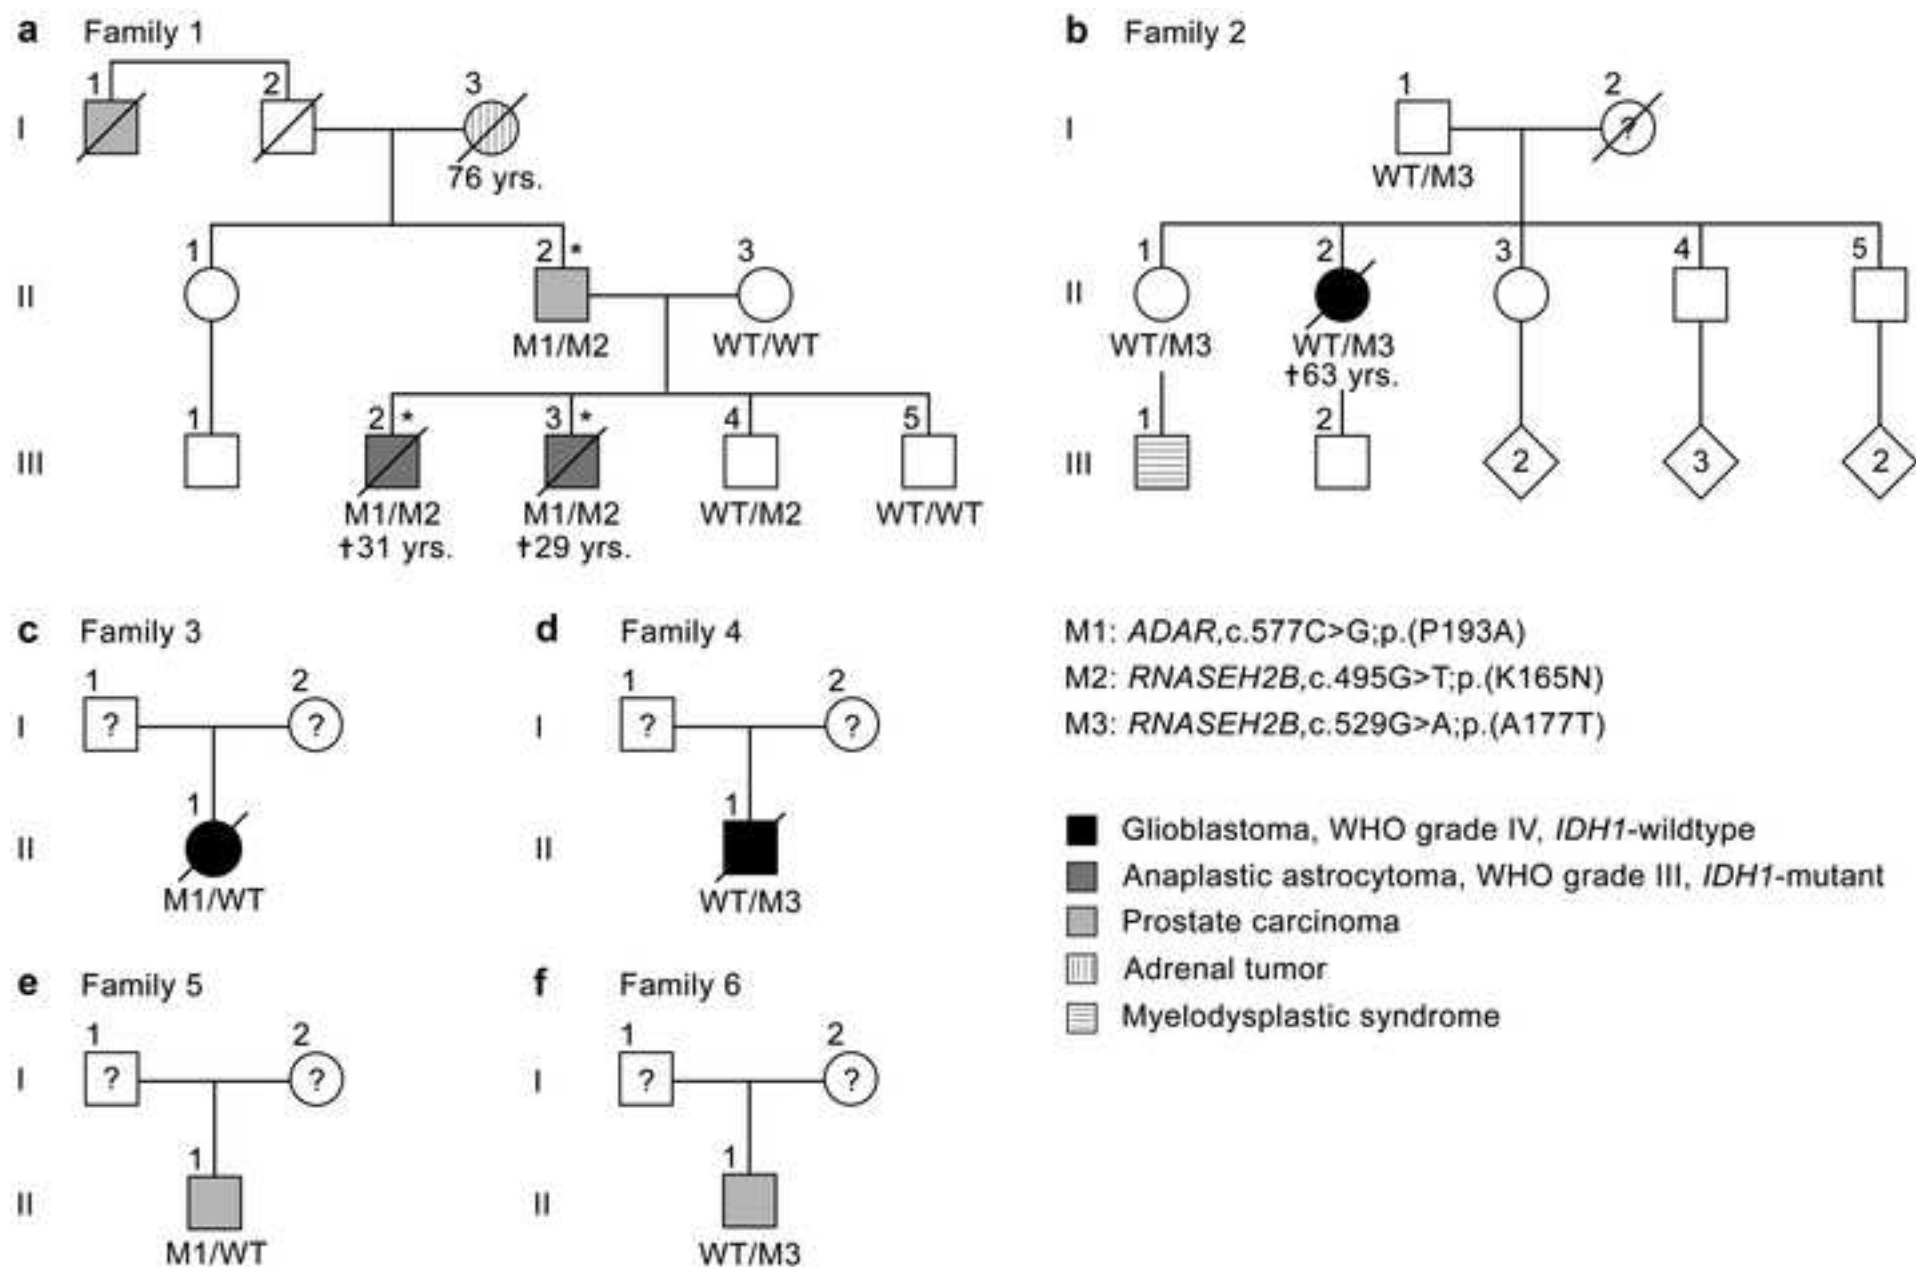 a Family 1
1 2 3
I
76 yrs.
1 2 * 3
II
M1/M2 WT/WT
1 2 * 3 * 4 5
III
M1/M2 M1/M2 WT/M2 WT/WT
†31 yrs. †29 yrs.
b Family 2
1 2
I ?
WT/M3
1 2 3 4 5
II
WT/M3 WT/M3
†63 yrs.
1 2
III 2 3 2
c Family 3
1 2
I ? ?
1
II
M1/WT
d Family 4
1 2
I ? ?
1
II
WT/M3
M1: ADAR,c.577C>G;p.(P193A)
M2: RNASEH2B,c.495G>T;p.(K165N)
M3: RNASEH2B,c.529G>A;p.(A177T)
Glioblastoma, WHO grade IV, IDH1-wildtype
Anaplastic astrocytoma, WHO grade III, IDH1-mutant
Prostate carcinoma
Adrenal tumor
Myelodysplastic syndrome
e Family 5
1 2
I ? ?
1
II
M1/WT
f Family 6
1 2
I ? ?
1
II
WT/M3